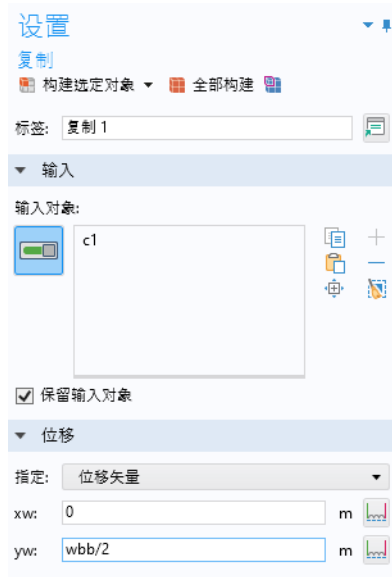 设置
复制
构建选定对象 全部构建
标签: 复制 1
输入
输入对象:
c1
保留输入对象
位移
指定: 位移矢量
xw: 0 m
yw: wbb/2 m